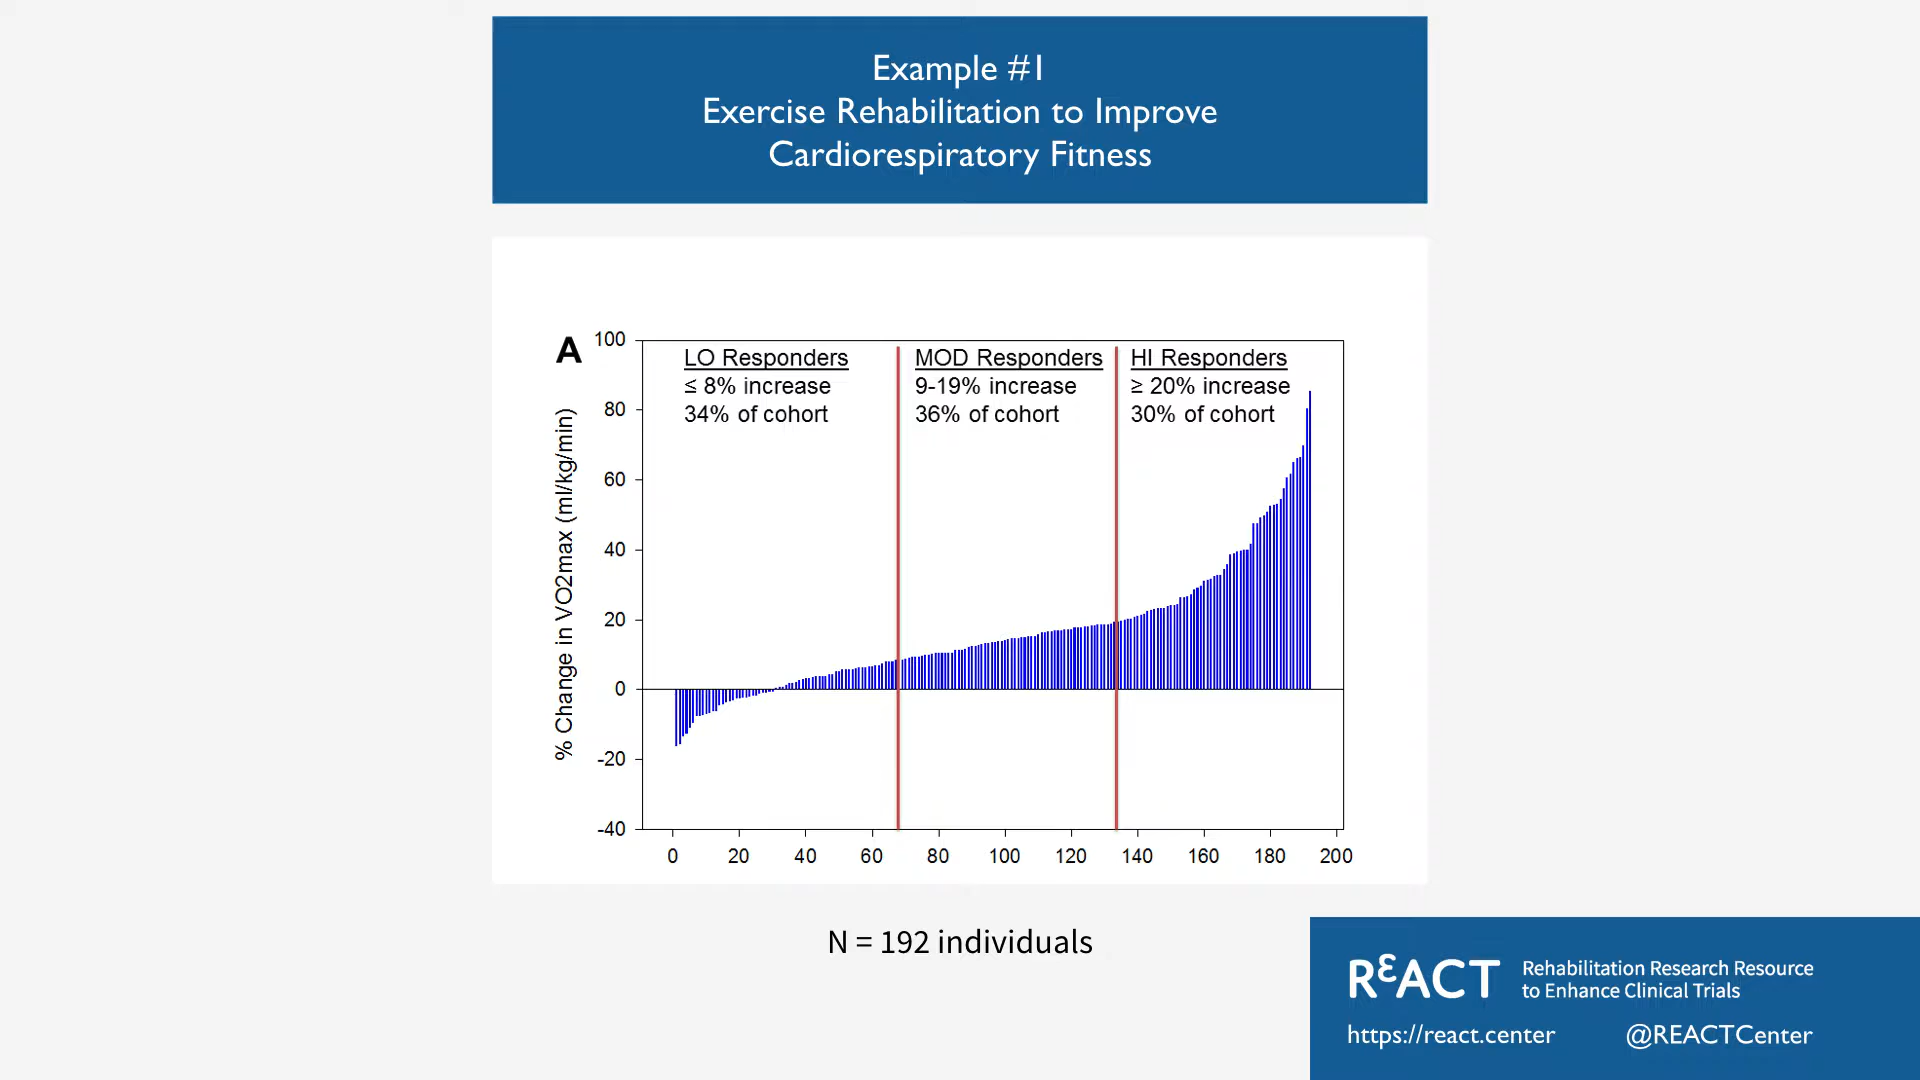 Example #1
Exercise Rehabilitation to Improve
Cardiorespiratory Fitness
A
LO Responders
≤ 8% increase
34% of cohort
MOD Responders
9-19% increase
36% of cohort
HI Responders
≥ 20% increase
30% of cohort
% Change in VO2max (ml/kg/min)
100
80
60
40
20
0
-20
-40
0 20 40 60 80 100 120 140 160 180 200
N = 192 individuals
RεACT
Rehabilitation Research Resource
to Enhance Clinical Trials
https://react.center @REACTCenter